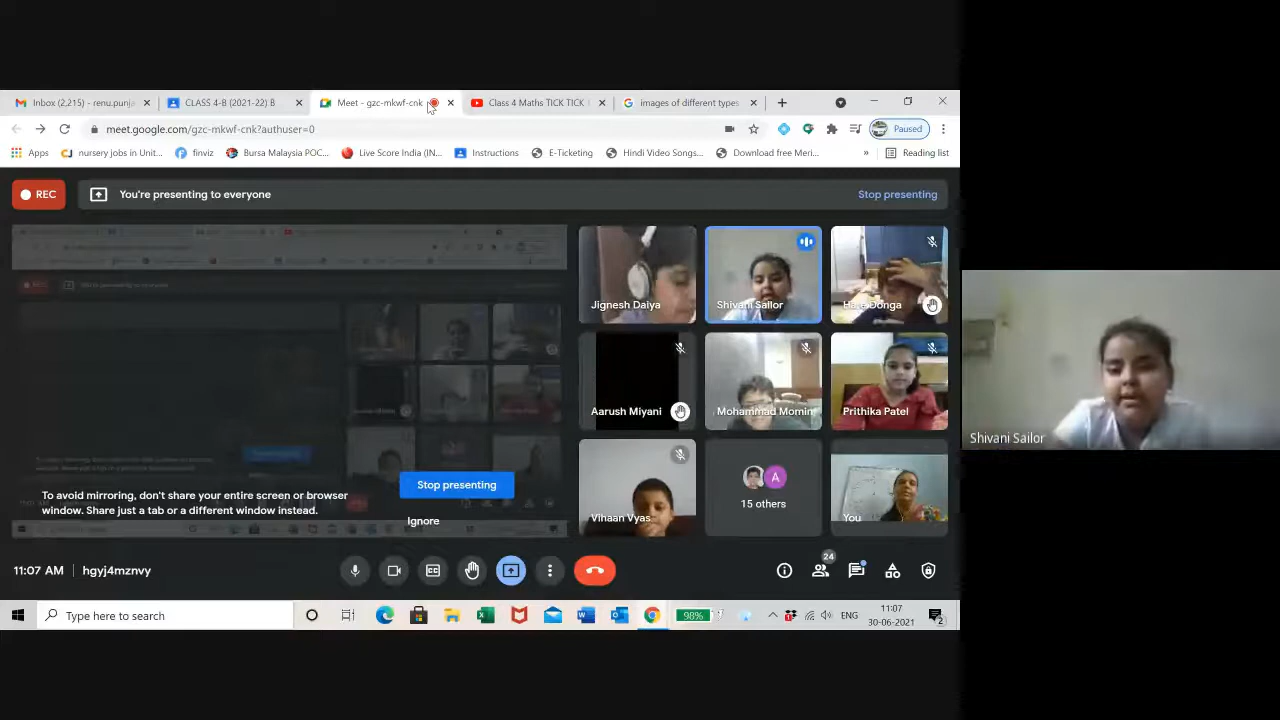 Inbox (2,215) - renu.punja
CLASS 4-B (2021-22) B
Meet - gzc-mkwf-cnk
Class 4 Maths TICK TICK
images of different types
meet.google.com/gzc-mkwf-cnk?authuser=0
Paused
Apps
nursery jobs in Unit...
finviz
Bursa Malaysia POC...
Live Score India (IN...
Instructions
E-Ticketing
Hindi Video Songs...
Download free Meri...
»
Reading list
REC
You're presenting to everyone
Stop presenting
Jignesh Daiya
Shivani Sailor
Donga
Aarush Miyani
Mohammad Momin
Prithika Patel
Vihaan Vyas
A
15 others
You
To avoid mirroring, don't share your entire screen or browser
window. Share just a tab or a different window instead.
Stop presenting
Ignore
Shivani Sailor
11:07 AM | hgyj4mznvy
24
Type here to search
98%
ENG
11:07
30-06-2021
2